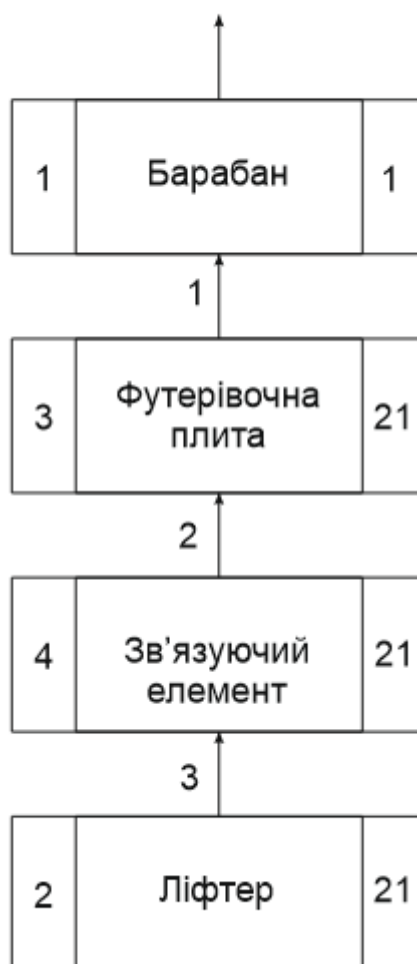 1 Барабан 1
1
3 Футерівочна плита 21
2
4 Зв'язуючий елемент 21
3
2 Ліфтер 21